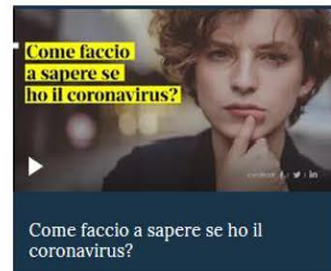 Come faccio
a sapere se
ho il coronavirus?
Come faccio a sapere se ho il
coronavirus?